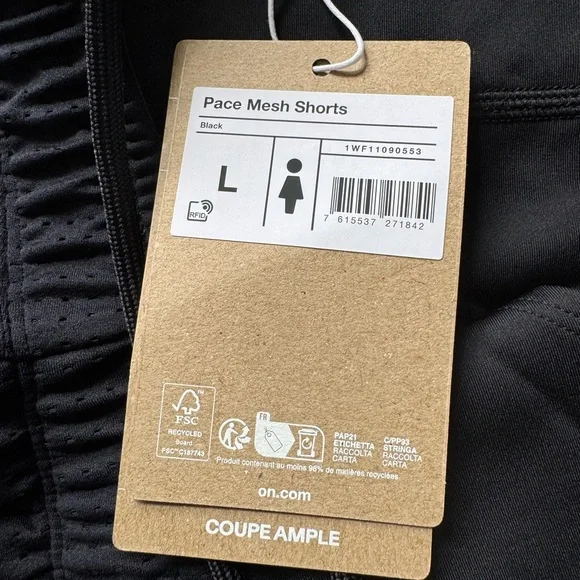 Pace Mesh Shorts
Black
1WF11090553
L
RFID
7 615537 271842
FSC
RECYCLED
Board
FSC™ C187743
FR
PAP21
ETICHETTA
RACCOLTA
CARTA
C/PP93
STRINGA
RACCOLTA
CARTA
Produit contenant au moins 98% de matières recyclées
on.com
COUPE AMPLE